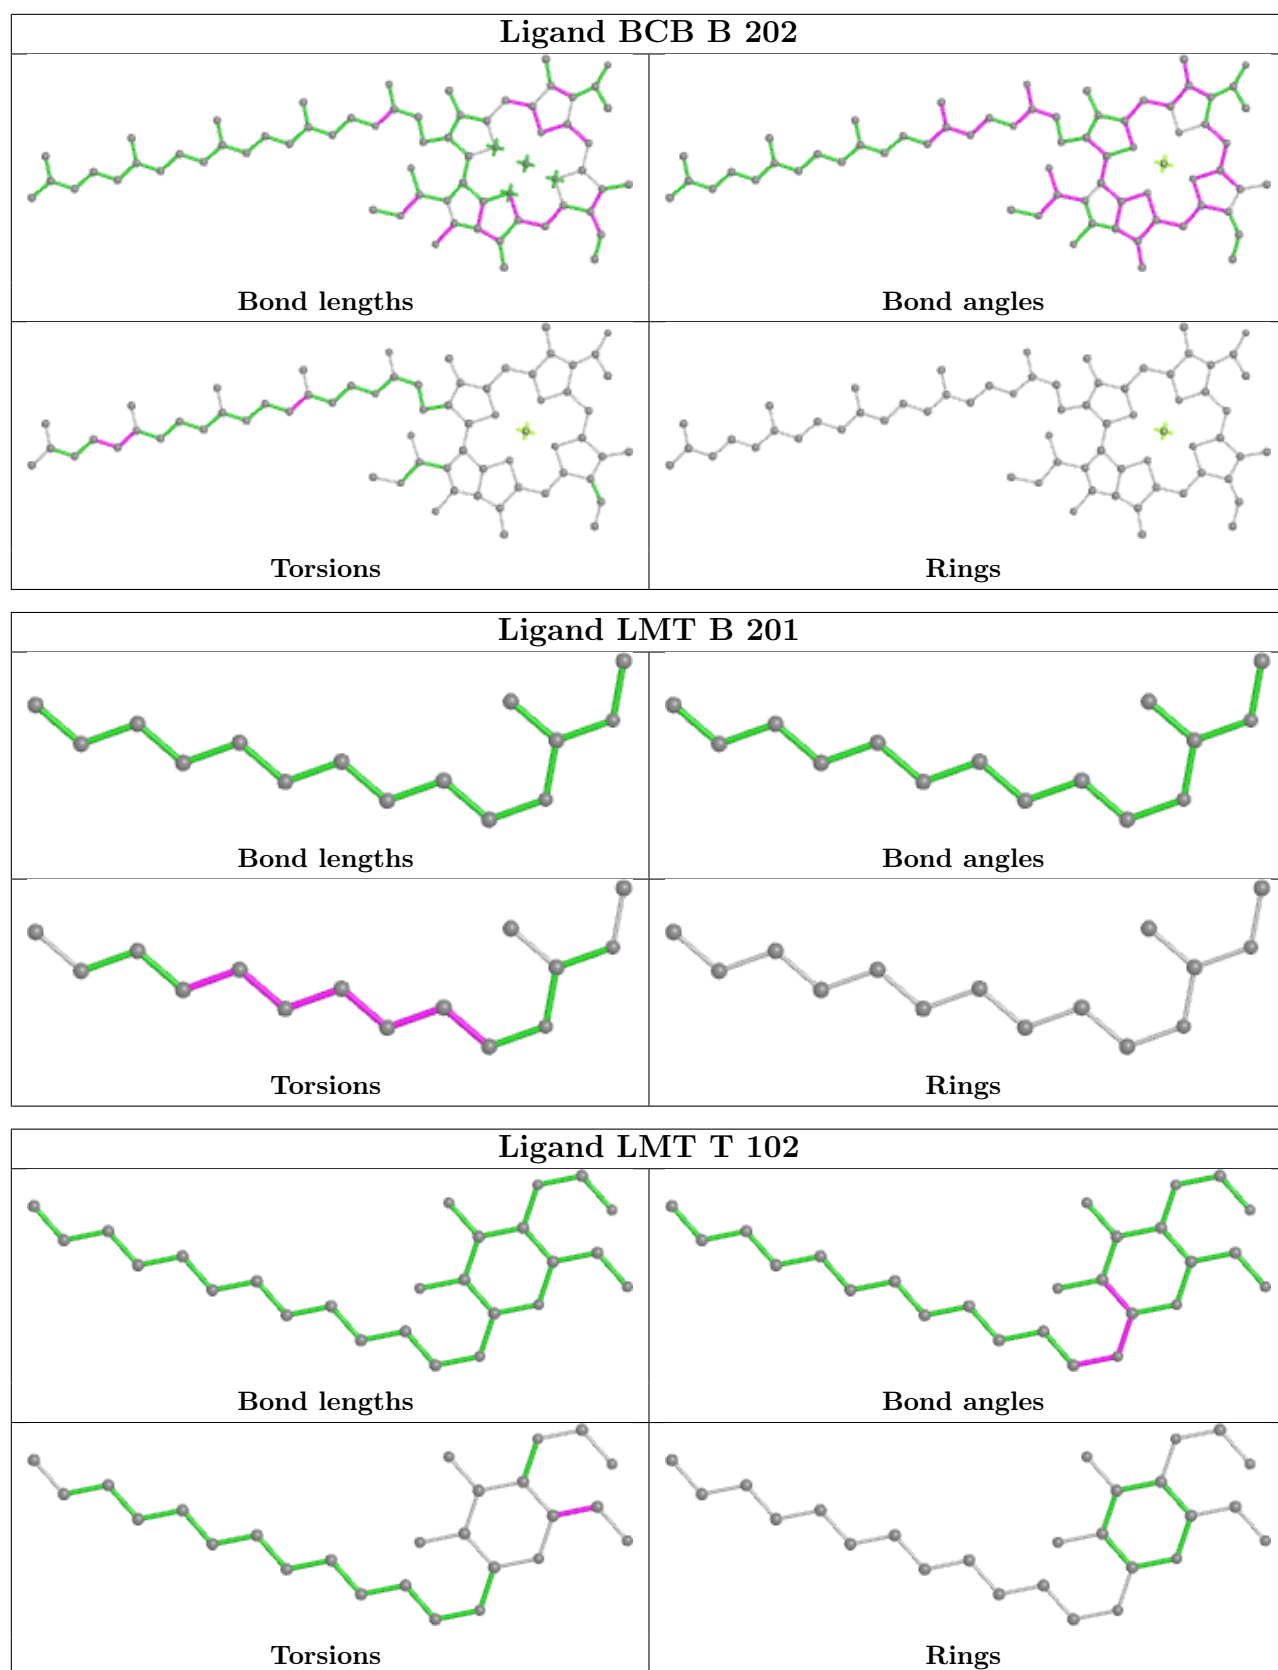 Ligand BCB B 202
Bond lengths
Bond angles
Torsions
Rings
Ligand LMT B 201
Bond lengths
Bond angles
Torsions
Rings
Ligand LMT T 102
Bond lengths
Bond angles
Torsions
Rings